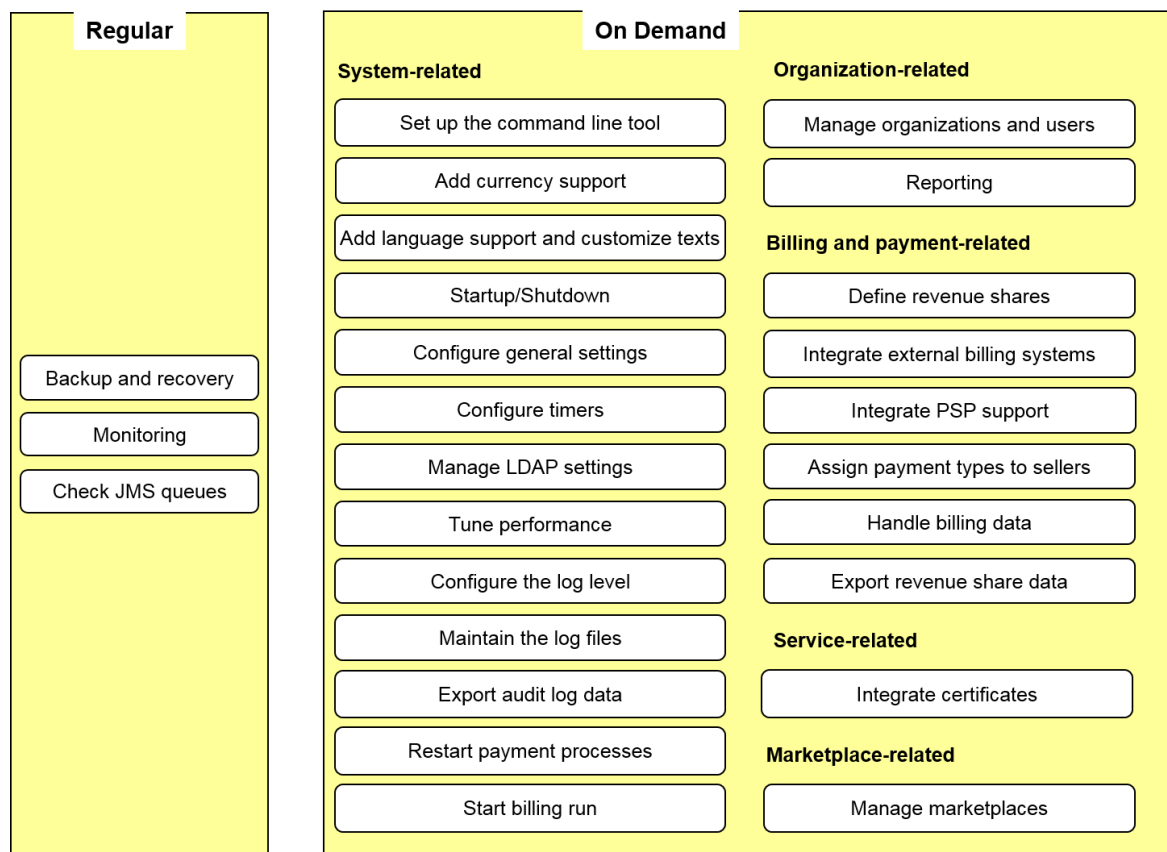 Regular
Backup and recovery
Monitoring
Check JMS queues
On Demand
System-related
Set up the command line tool
Add currency support
Add language support and customize texts
Startup/Shutdown
Configure general settings
Configure timers
Manage LDAP settings
Tune performance
Configure the log level
Maintain the log files
Export audit log data
Restart payment processes
Start billing run
Organization-related
Manage organizations and users
Reporting
Billing and payment-related
Define revenue shares
Integrate external billing systems
Integrate PSP support
Assign payment types to sellers
Handle billing data
Export revenue share data
Service-related
Integrate certificates
Marketplace-related
Manage marketplaces